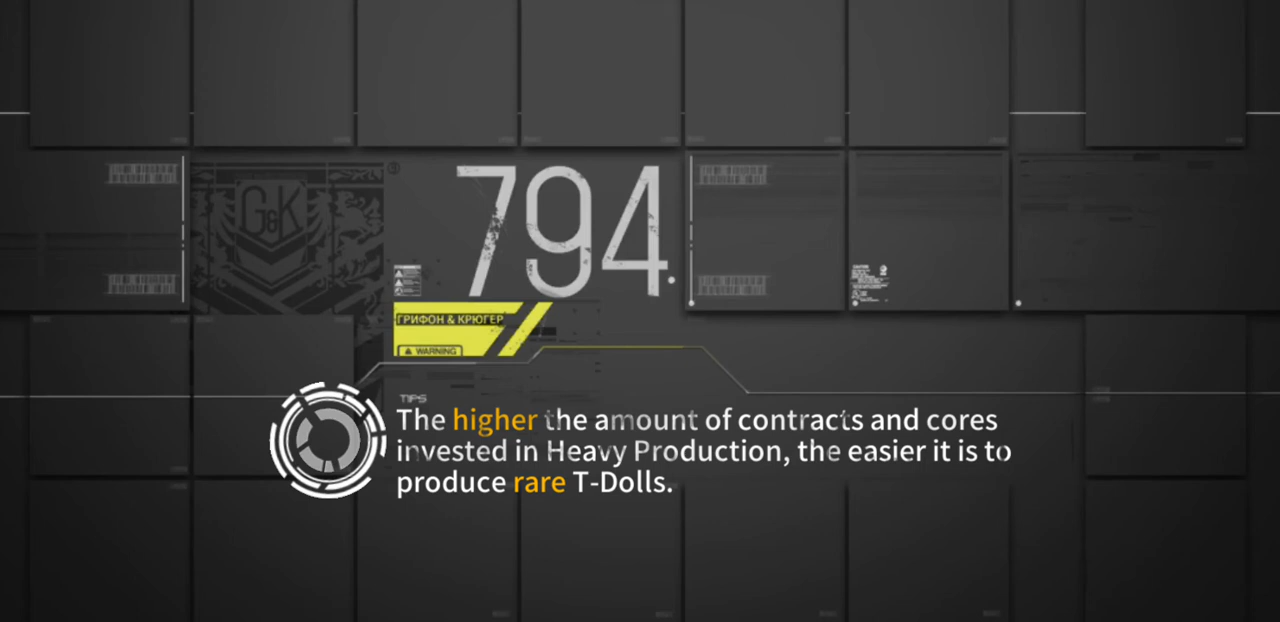 G&K
794.
ГРИФОН & КРЮГЕР
WARNING
TIPS
The higher the amount of contracts and cores
invested in Heavy Production, the easier it is to
produce rare T-Dolls.